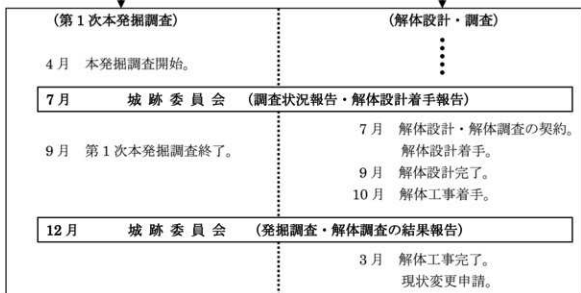 (第1次本発掘調査)
(解体設計・調査)
4月 本発掘調査開始。
7月 城跡委員会 (調査状況報告・解体設計着手報告)
7月 解体設計・解体調査の契約。
9月 第1次本発掘調査終了。
解体設計着手。
9月 解体設計完了。
10月 解体工事着手。
12月 城跡委員会 (発掘調査・解体調査の結果報告)
3月 解体工事完了。
現状変更申請。